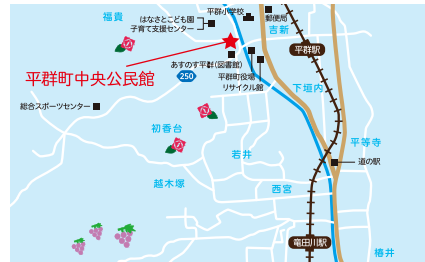 福貴
平群小学校
郵便局
はなさとこども園
子育て支援センター
吉新
平群駅
あすのす平群(図書館)
平群町中央公民館
250
平群町役場
リサイクル館
下垣内
総合スポーツセンター
初香台
平等寺
若井
道の駅
越木塚
西宮
竜田川駅
椿井